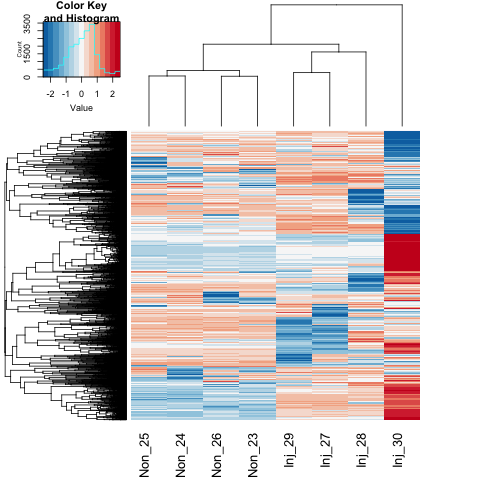 Color Key
and Histogram
Count
0 1500 3500
-2 -1 0 1 2
Value
Non_25 Non_24 Non_26 Non_23 Inj_29 Inj_27 Inj_28 Inj_30